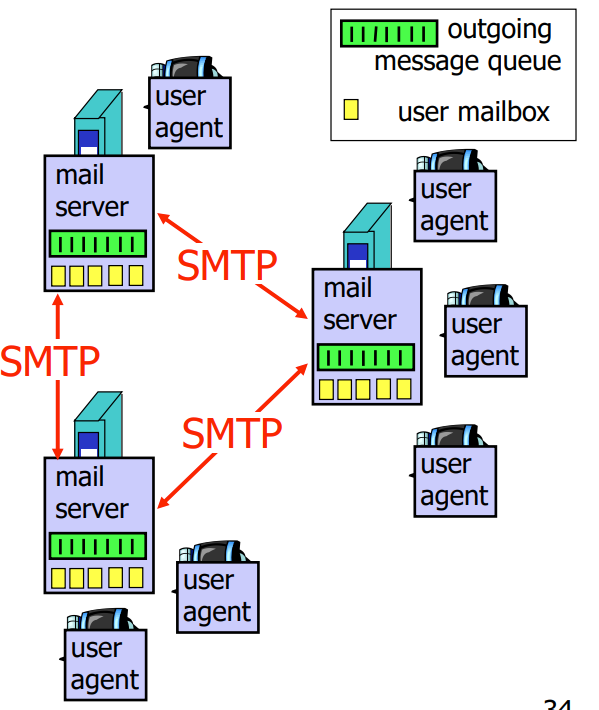 outgoing
message queue
user mailbox
user
agent
mail
server
SMTP
user
agent
mail
server
user
agent
SMTP
SMTP
user
agent
mail
server
user
agent
user
agent
34